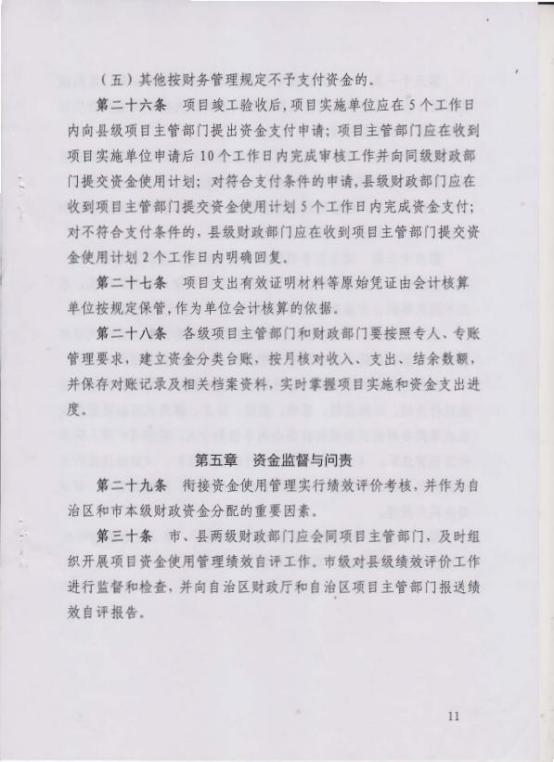 （五）其他按财务管理规定不予支付资金的。
第二十六条　项目竣工验收后，项目实施单位应在 5 个工作日
内向县级项目主管部门提出资金支付申请；项目主管部门应在收到
项目实施单位申请后 10 个工作日内完成审核工作并向同级财政部
门提交资金使用计划；对符合支付条件的申请，县级财政部门应在
收到项目主管部门提交资金使用计划 5 个工作日内完成资金支付；
对不符合支付条件的，县级财政部门应在收到项目主管部门提交资
金使用计划 2 个工作日内明确回复。
第二十七条　项目支出有效证明材料等原始凭证由会计核算
单位按规定保管，作为单位会计核算的依据。
第二十八条　各级项目主管部门和财政部门要按照专人、专账
管理要求，建立资金分类台账，按月核对收入、支出、结余数额，
并保存对账记录及相关档案资料，实时掌握项目实施和资金支出进
度。
第五章　资金监督与问责
第二十九条　衔接资金使用管理实行绩效评价考核，并作为自
治区和市本级财政资金分配的重要因素。
第三十条　市、县两级财政部门应会同项目主管部门，及时组
织开展项目资金使用管理绩效自评工作。市级对县级绩效评价工作
进行监督和检查，并向自治区财政厅和自治区项目主管部门报送绩
效自评报告。
11